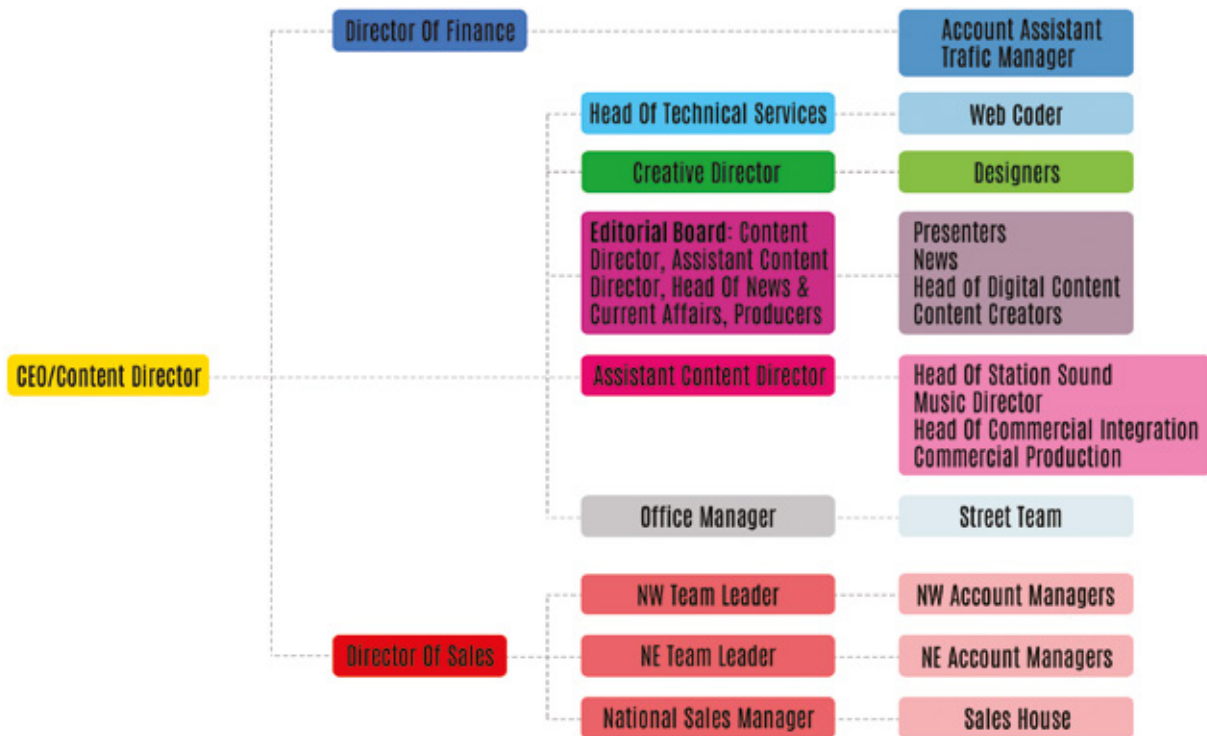 Director Of Finance
Account Assistant
Trafic Manager
Head Of Technical Services
Web Coder
Creative Director
Designers
Editorial Board: Content
Director, Assistant Content
Director, Head Of News &
Current Affairs, Producers
Presenters
News
Head of Digital Content
Content Creators
CEO/Content Director
Assistant Content Director
Head Of Station Sound
Music Director
Head Of Commercial Integration
Commercial Production
Office Manager
Street Team
NW Team Leader
NW Account Managers
Director Of Sales
NE Team Leader
NE Account Managers
National Sales Manager
Sales House